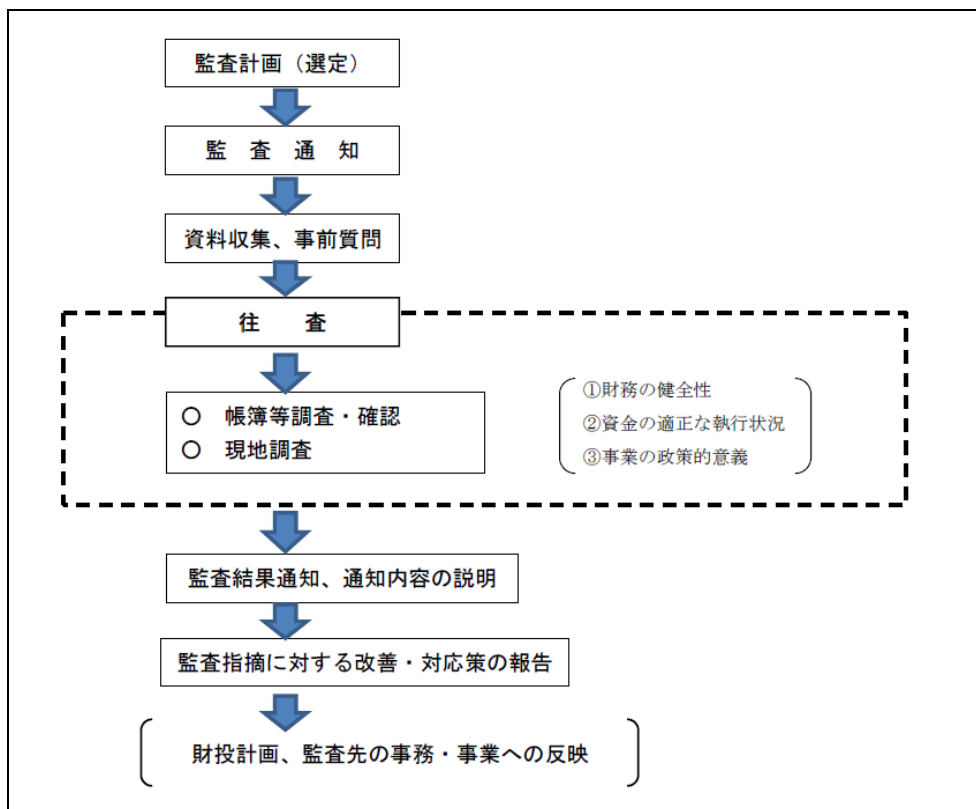 監査計画（選定）
監　査　通　知
資料収集、事前質問
往　　査
○　帳簿等調査・確認
○　現地調査
①財務の健全性
②資金の適正な執行状況
③事業の政策的意義
監査結果通知、通知内容の説明
監査指摘に対する改善・対応策の報告
財投計画、監査先の事務・事業への反映